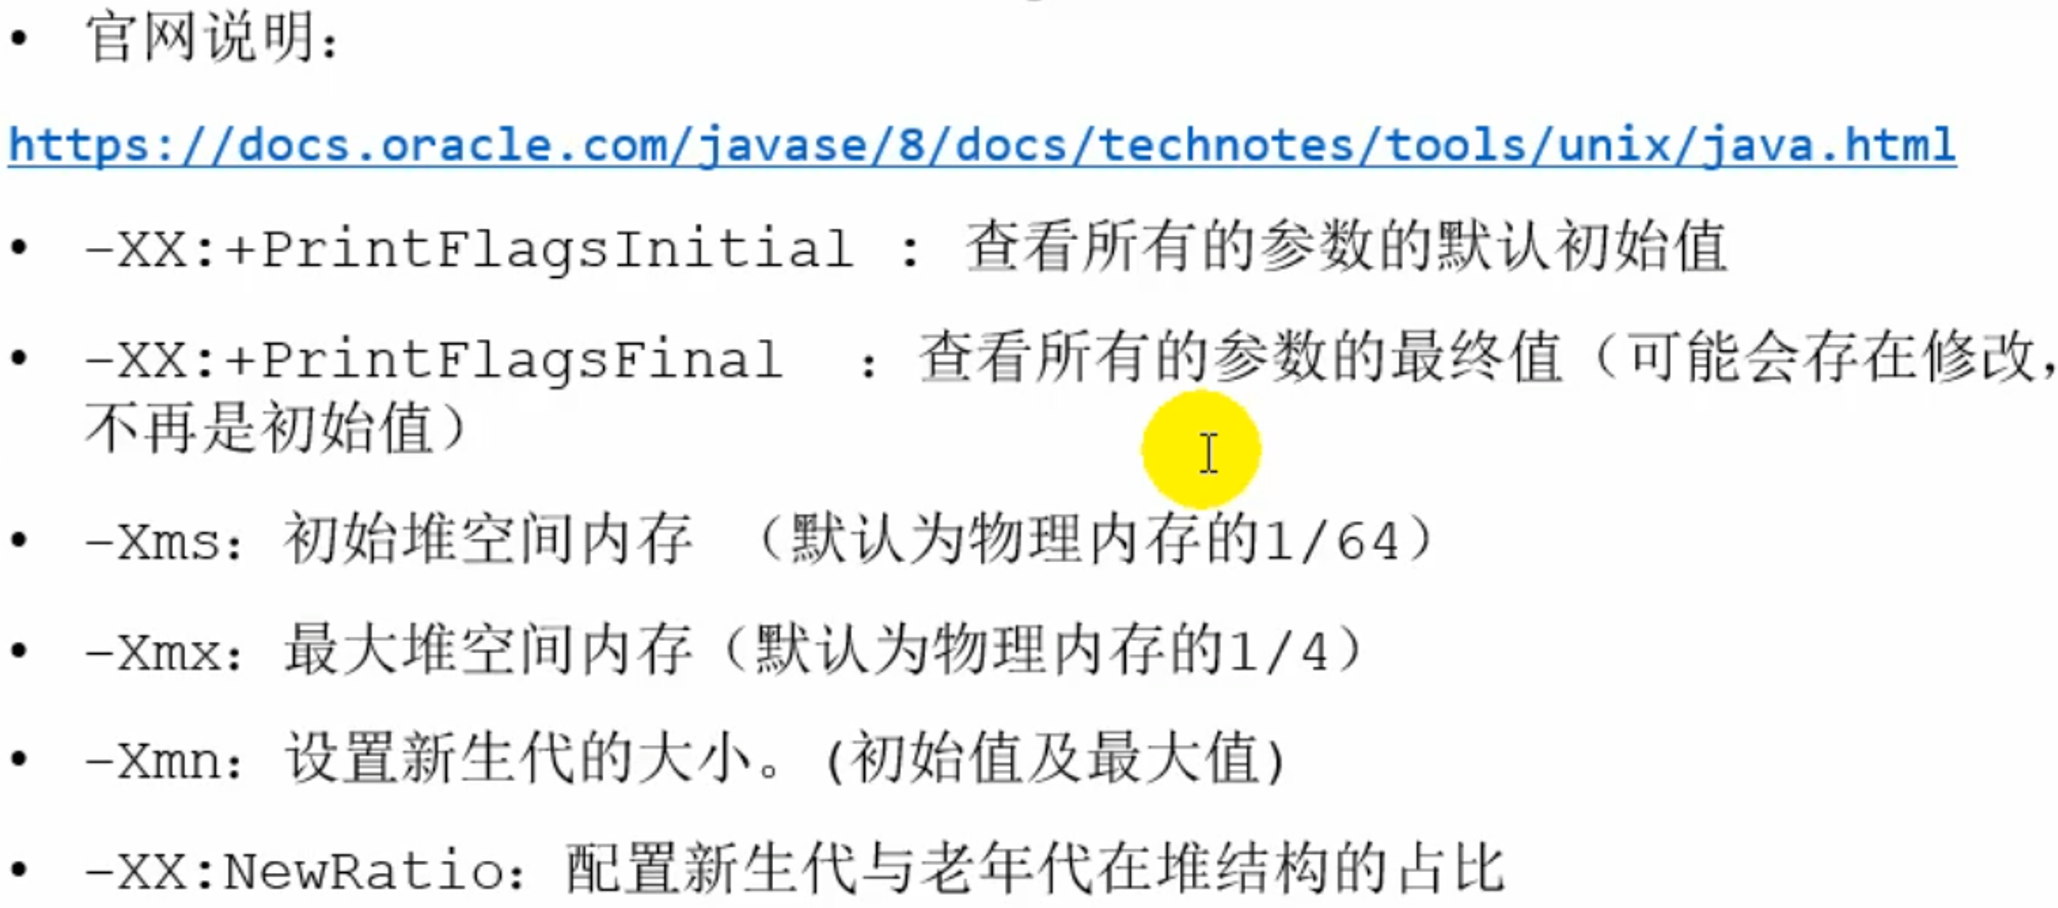 • 官网说明：
https://docs.oracle.com/javase/8/docs/technotes/tools/unix/java.html
• -XX:+PrintFlagsInitial : 查看所有的参数的默认初始值
• -XX:+PrintFlagsFinal ：查看所有的参数的最终值（可能会存在修改，
不再是初始值）
• -Xms：初始堆空间内存 （默认为物理内存的1/64）
• -Xmx：最大堆空间内存（默认为物理内存的1/4）
• -Xmn：设置新生代的大小。(初始值及最大值)
• -XX:NewRatio：配置新生代与老年代在堆结构的占比